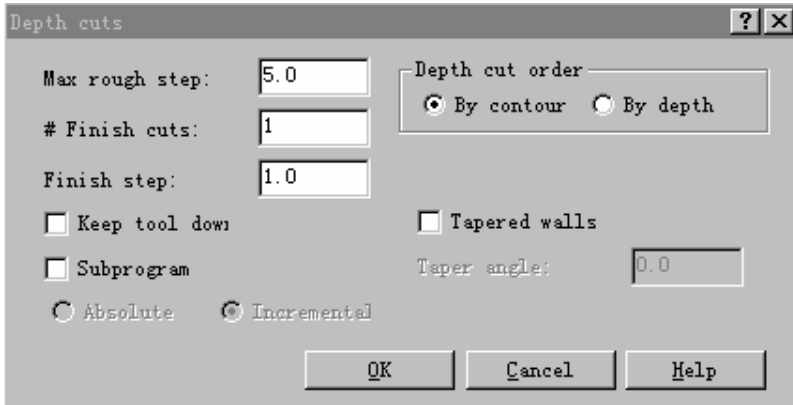 Depth cuts
Max rough step: 5.0
Depth cut order
By contour By depth
# Finish cuts: 1
Finish step: 1.0
Keep tool down
Tapered walls
Subprogram
Taper angle: 0.0
Absolute Incremental
OK Cancel Help